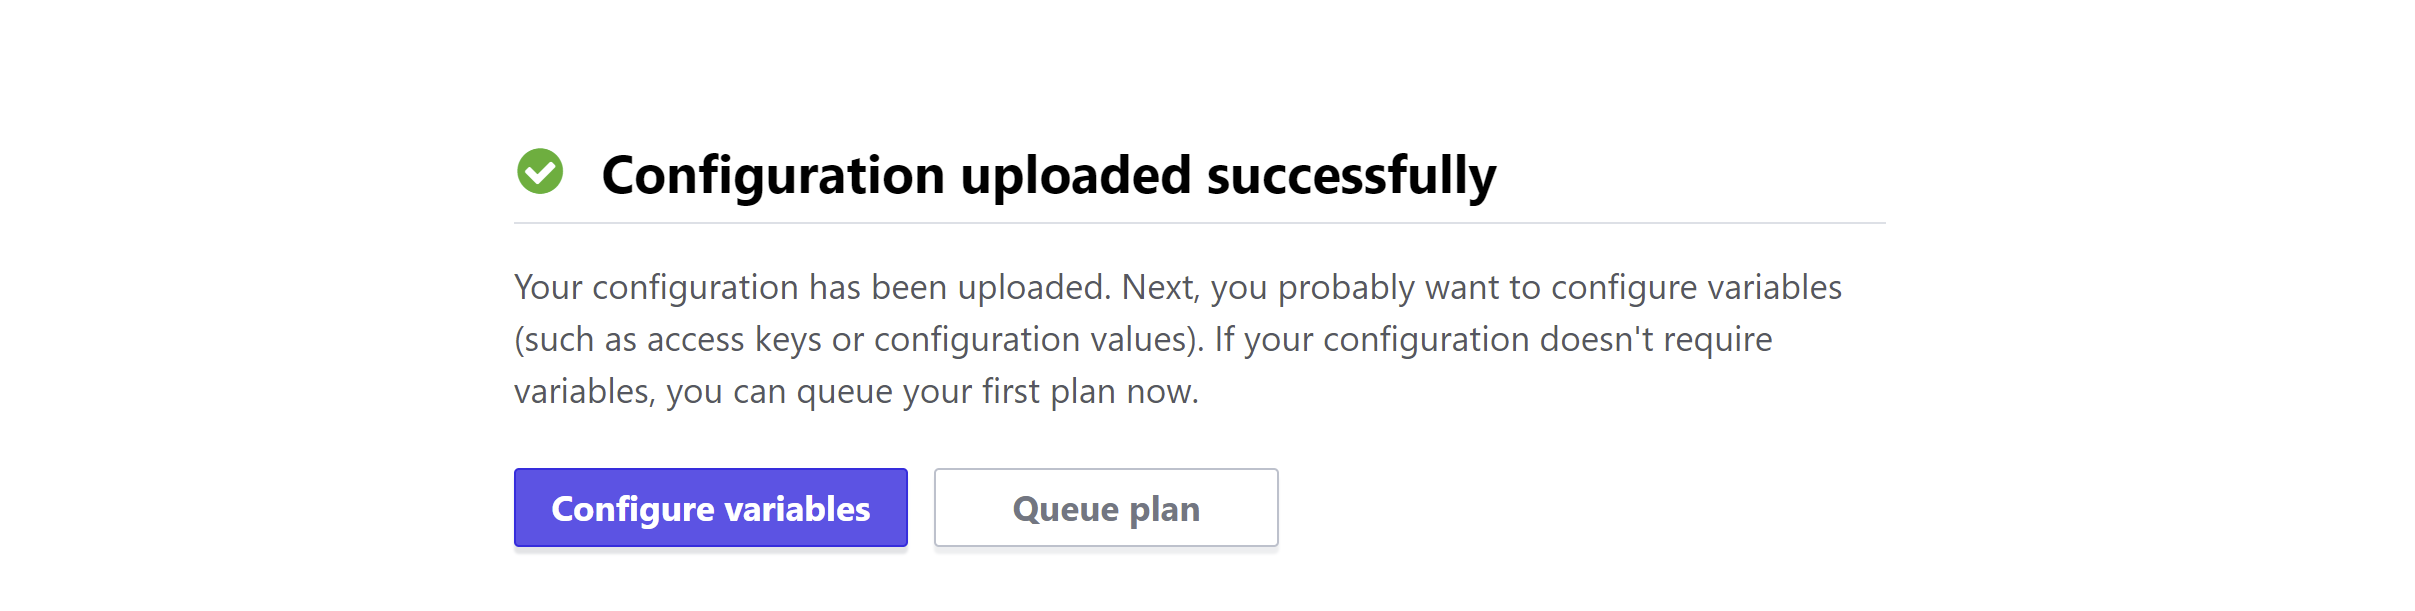 Configuration uploaded successfully
Your configuration has been uploaded. Next, you probably want to configure variables
(such as access keys or configuration values). If your configuration doesn't require
variables, you can queue your first plan now.
Configure variables
Queue plan